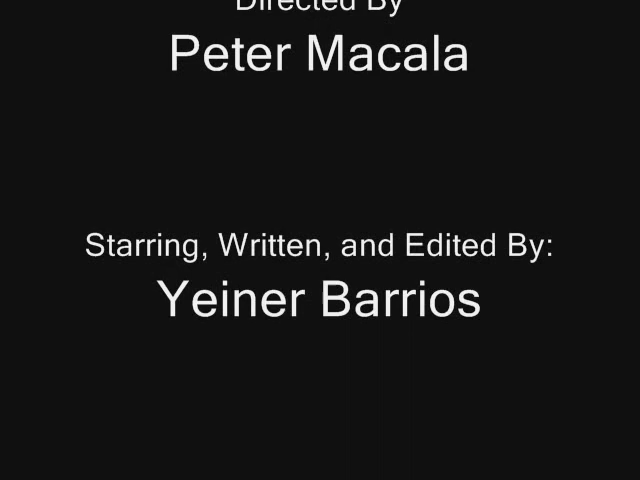 Directed By
Peter Macala
Starring, Written, and Edited By:
Yeiner Barrios